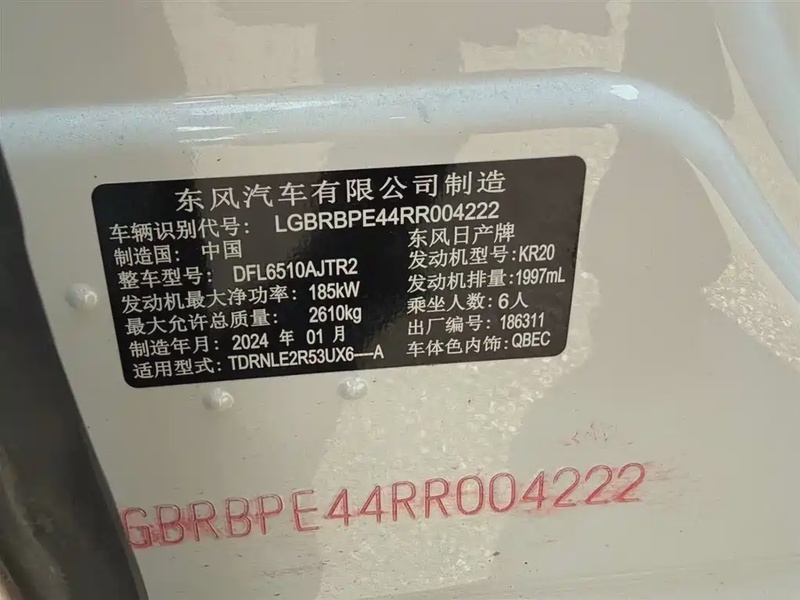 东风汽车有限公司制造
车辆识别代号: LGBRBPE44RR004222
制造国: 中国 东风日产牌
整车型号: DFL6510AJTR2 发动机型号: KR20
发动机最大净功率: 185kW 发动机排量: 1997mL
最大允许总质量: 2610kg 乘坐人数: 6人
制造年月: 2024 年 01 月 出厂编号: 186311
适用型式: TDRNLE2R53UX6----A 车体色内饰: QBEC
GBRBPE44RR004222